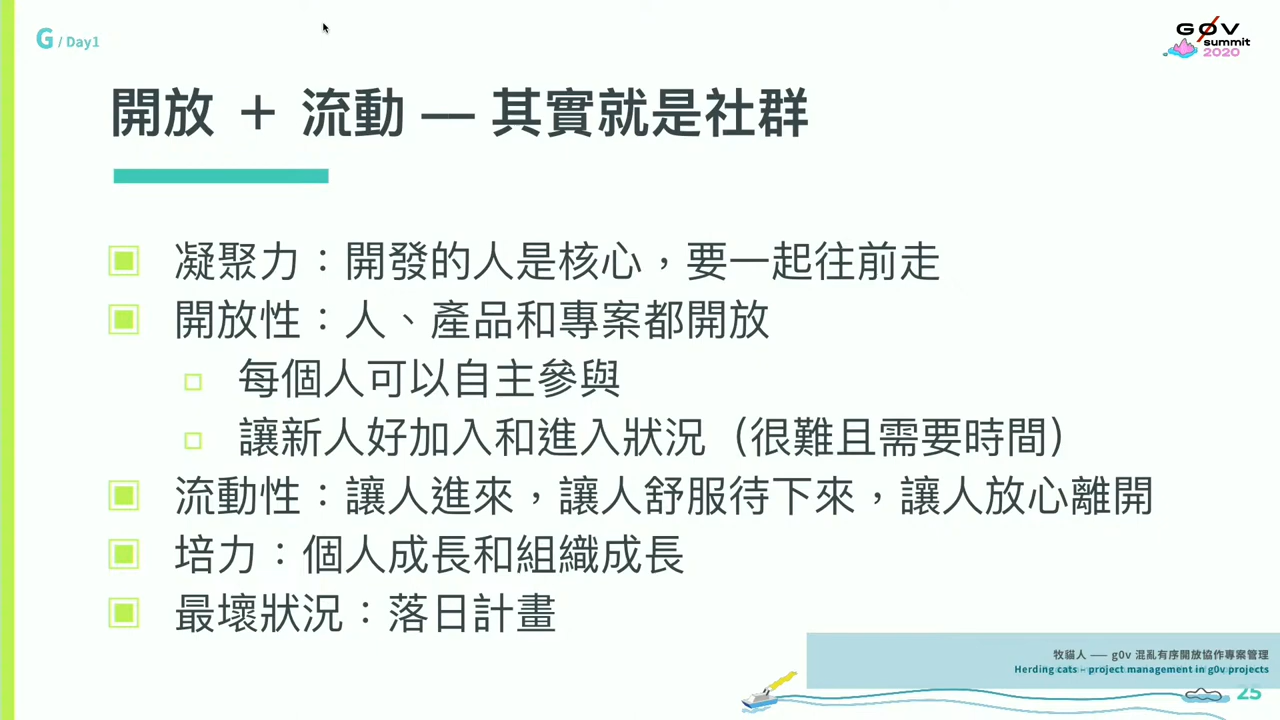 G / Day1
GØV
summit
2020
開放 + 流動 — 其實就是社群
凝聚力:開發的人是核心,要一起往前走
開放性:人、產品和專案都開放
每個人可以自主參與
讓新人好加入和進入狀況(很難且需要時間)
流動性:讓人進來,讓人舒服待下來,讓人放心離開
培力:個人成長和組織成長
最壞狀況:落日計畫
牧貓人 —— g0v 混亂有序開放協作專案管理
Herding cats - project management in g0v projects
25